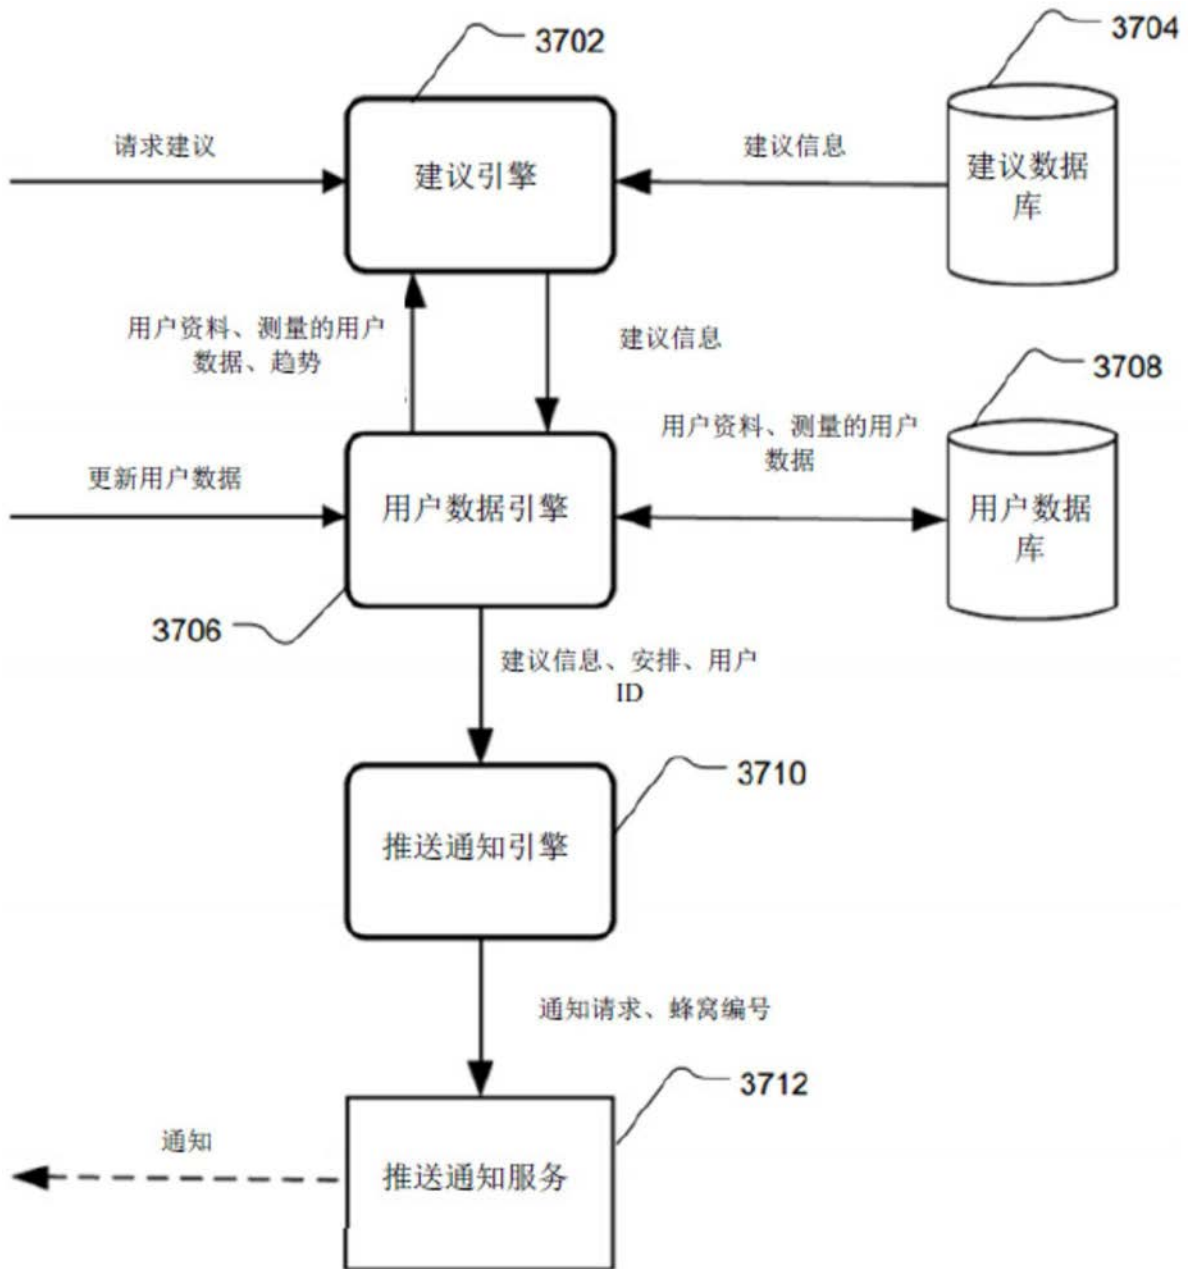 3702
3704
请求建议
建议引擎
建议信息
建议数据
库
用户资料、测量的用户
数据、趋势
建议信息
3708
用户资料、测量的用户
数据
更新用户数据
用户数据引擎
用户数据
库
3706
建议信息、安排、用户
ID
3710
推送通知引擎
通知请求、蜂窝编号
3712
通知
推送通知服务